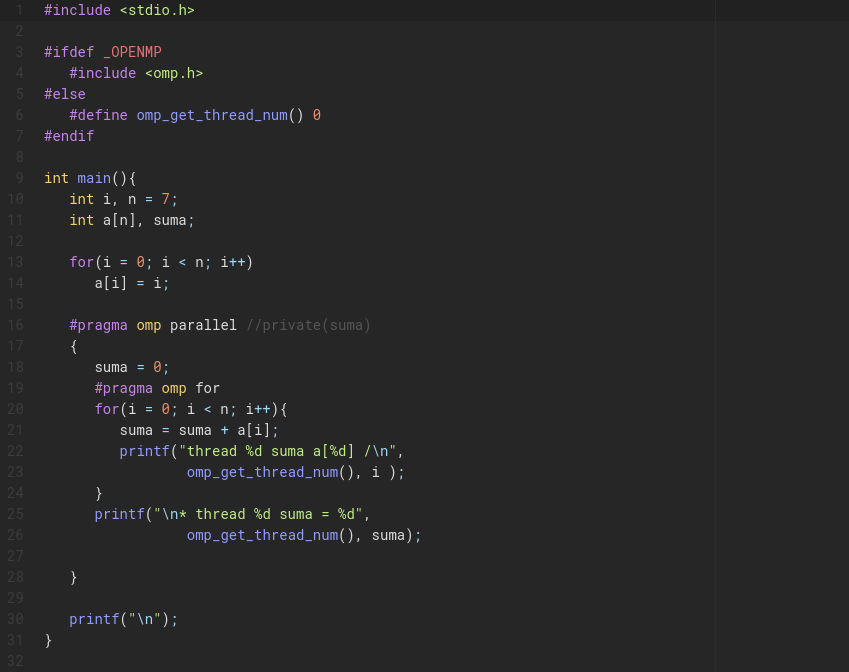 1 #include <stdio.h>
2
3 #ifdef _OPENMP
4    #include <omp.h>
5 #else
6    #define omp_get_thread_num() 0
7 #endif
8
9 int main(){
10    int i, n = 7;
11    int a[n], suma;
12
13    for(i = 0; i < n; i++)
14       a[i] = i;
15
16    #pragma omp parallel //private(suma)
17    {
18       suma = 0;
19       #pragma omp for
20       for(i = 0; i < n; i++){
21          suma = suma + a[i];
22          printf("thread %d suma a[%d] /\n",
23                  omp_get_thread_num(), i );
24       }
25       printf("\n* thread %d suma = %d",
26                  omp_get_thread_num(), suma);
27
28    }
29
30    printf("\n");
31 }
32